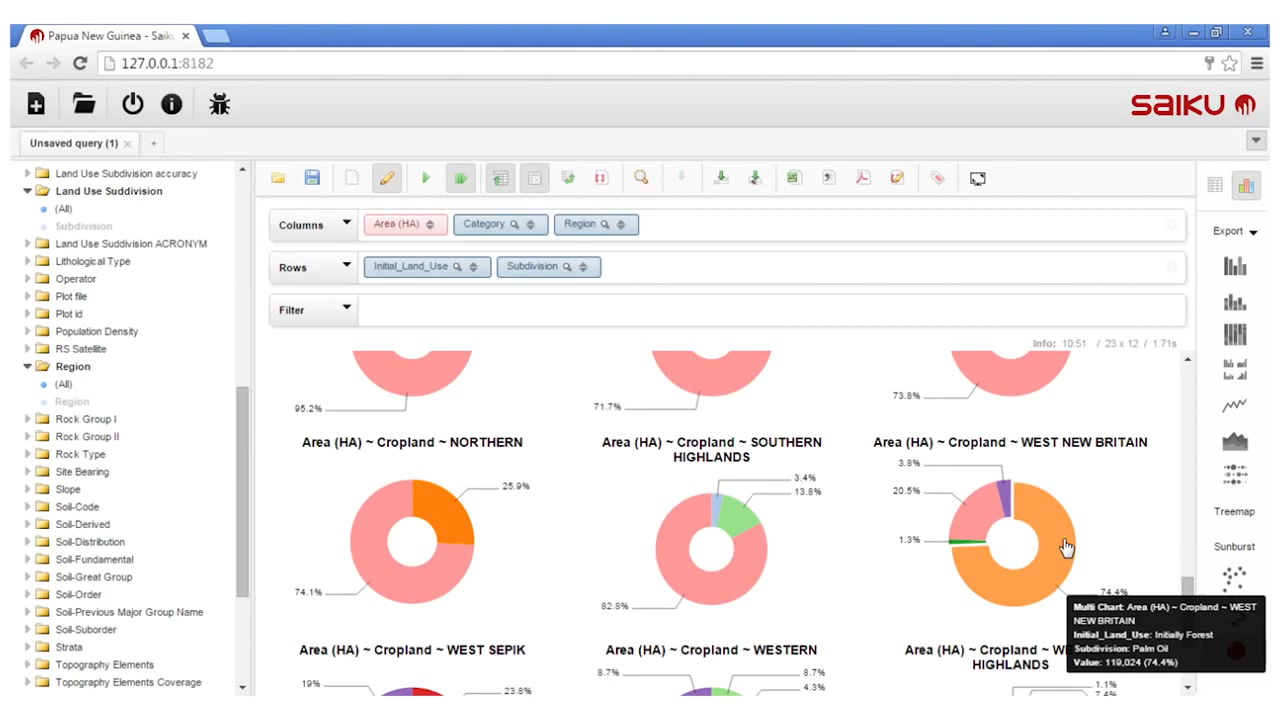 Papua New Guinea - Saiku
127.0.0.1:8182
saiku
Unsaved query (1)
Land Use Subdivision accuracy
Land Use Suddivision
(All)
Subdivision
Land Use Suddivision ACRONYM
Lithological Type
Operator
Plot file
Plot id
Population Density
RS Satellite
Region
(All)
Region
Rock Group I
Rock Group II
Rock Type
Site Bearing
Slope
Soil-Code
Soil-Derived
Soil-Distribution
Soil-Fundamental
Soil-Great Group
Soil-Order
Soil-Previous Major Group Name
Soil-Suborder
Strata
Topography Elements
Topography Elements Coverage
Columns
Area (HA)
Category
Region
Rows
Initial_Land_Use
Subdivision
Filter
Info: 10:51 / 23 x 12 / 1.71s
95.2%
71.7%
73.8%
Area (HA) ~ Cropland ~ NORTHERN
25.9%
74.1%
Area (HA) ~ Cropland ~ SOUTHERN
HIGHLANDS
3.4%
13.8%
82.8%
Area (HA) ~ Cropland ~ WEST NEW BRITAIN
3.8%
20.5%
1.3%
74.4%
Multi Chart: Area (HA) ~ Cropland ~ WEST
NEW BRITAIN
Initial_Land_Use: Initially Forest
Subdivision: Palm Oil
Value: 119,024 (74.4%)
Area (HA) ~ Cropland ~ WEST SEPIK
19%
23.8%
Area (HA) ~ Cropland ~ WESTERN
8.7%
8.7%
4.3%
Area (HA) ~ Cropland ~
HIGHLANDS
1.1%
7.4%
Export
Treemap
Sunburst